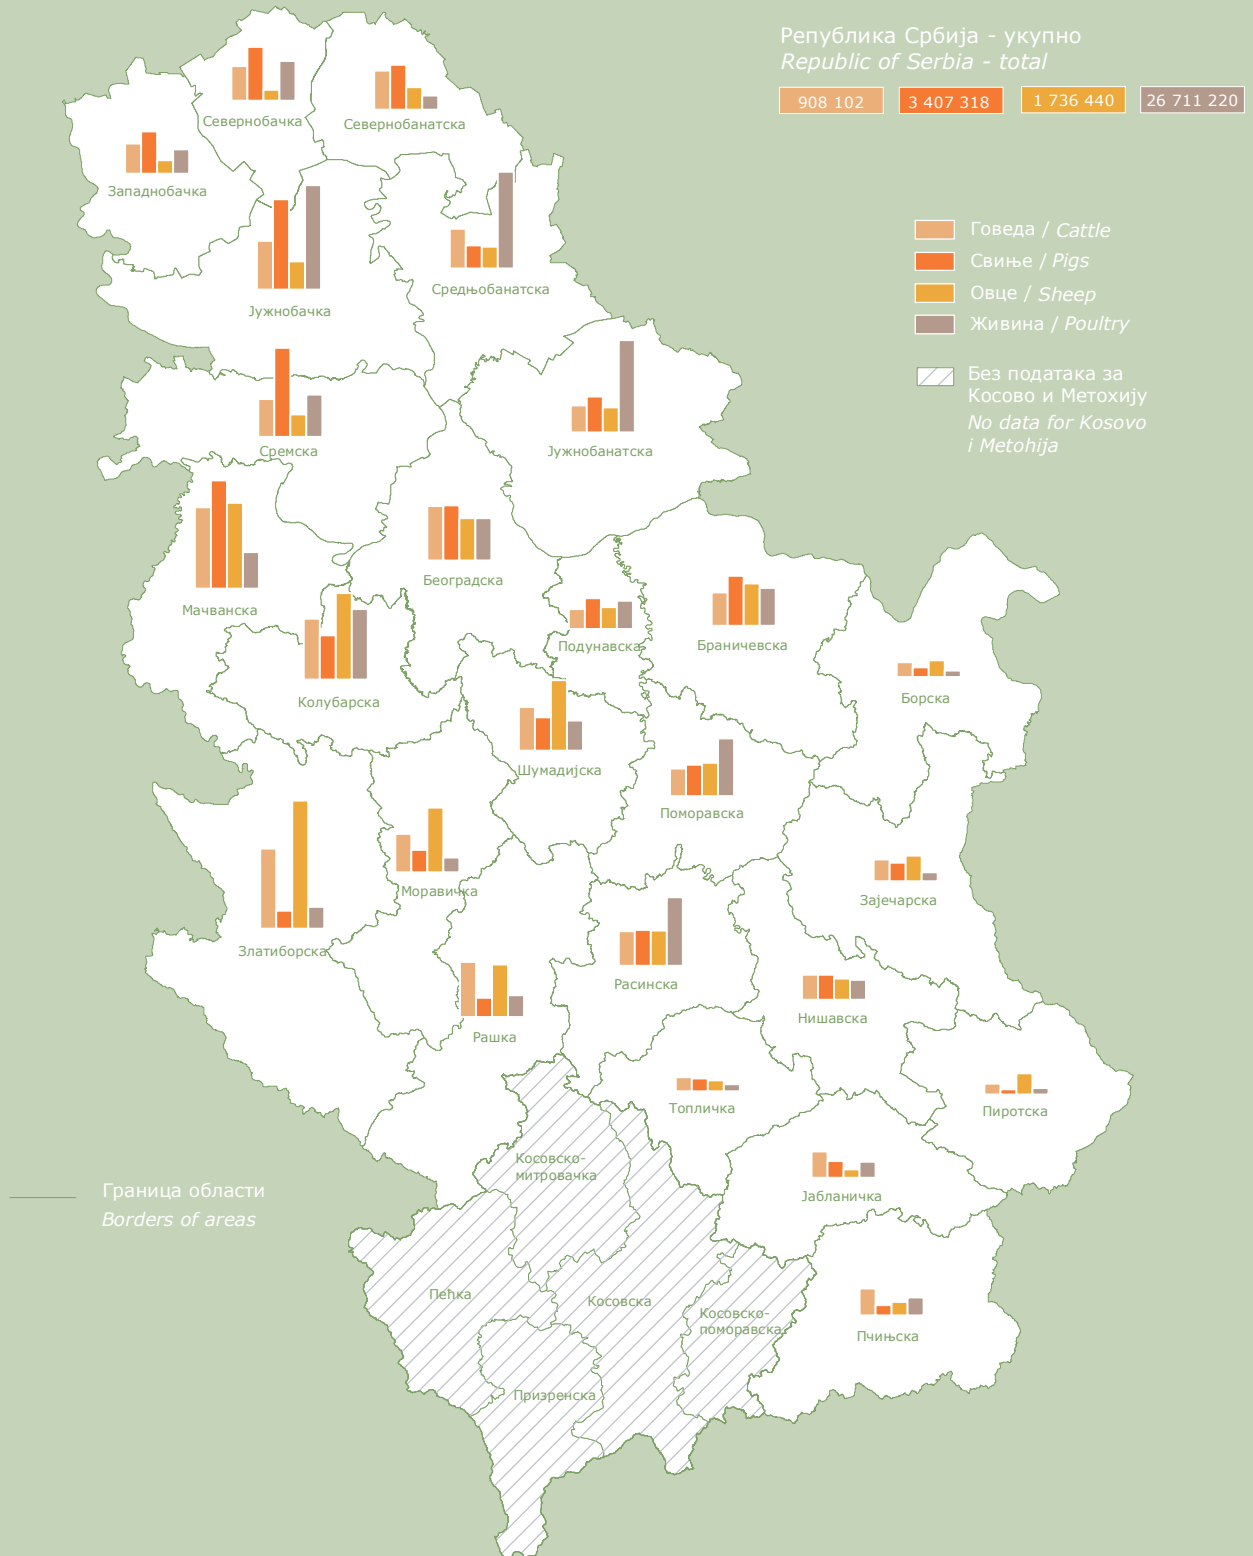 Република Србија - укупно
Republic of Serbia - total
908 102
3 407 318
1 736 440
26 711 220
Севернобачка
Севернобанатска
Западнобачка
Говеда / Cattle
Свиње / Pigs
Овце / Sheep
Живина / Poultry
Средњобанатска
Јужнобачка
Без података за
Косово и Метохију
No data for Kosovo
i Metohija
Сремска
Јужнобанатска
Београдска
Мачванска
Подунавска
Браничевска
Колубарска
Борска
Шумадијска
Поморавска
Моравичка
Зајечарска
Златиборска
Расинска
Нишавска
Рашка
Топличка
Пиротска
Косовско-
митровачка
Јабланичка
Граница области
Borders of areas
Пећка
Косовска
Косовско-
поморавска
Пчињска
Призренска